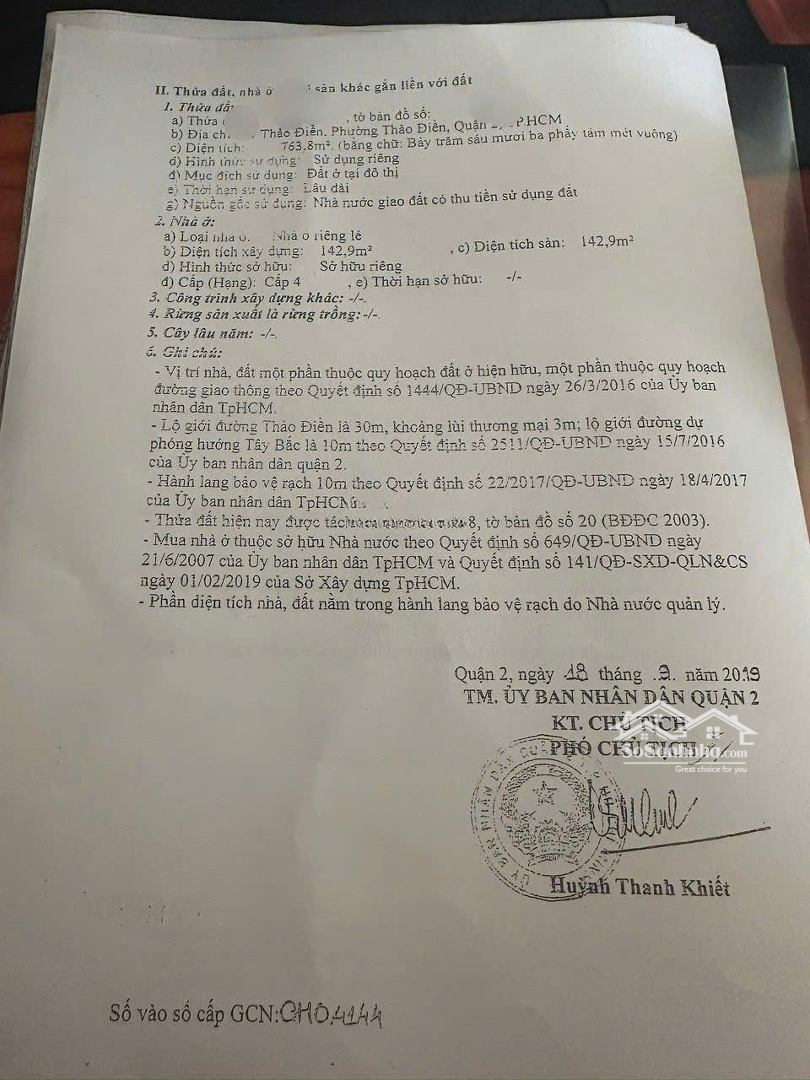 II. Thửa đất, nhà ở sản khác gắn liền với đất
1. Thửa đất
a) Thửa , tờ bản đồ số:
b) Địa ch. Thảo Điền, Phường Thảo Điền, Quận 2, TP.HCM
c) Diện tích: 763,8m². (bằng chữ: Bảy trăm sáu mươi ba phẩy tám mét vuông)
d) Hình thức sử dụng: Sử dụng riêng
đ) Mục đích sử dụng: Đất ở tại đô thị
e) Thời hạn sử dụng: Lâu dài
g) Nguồn gốc sử dụng: Nhà nước giao đất có thu tiền sử dụng đất
2. Nhà ở:
a) Loại nhà ở: Nhà ở riêng lẻ
b) Diện tích xây dựng: 142,9m² , c) Diện tích sàn: 142,9m²
d) Hình thức sở hữu: Sở hữu riêng
đ) Cấp (Hạng): Cấp 4 , e) Thời hạn sở hữu: -/-
3. Công trình xây dựng khác: -/-.
4. Rừng sản xuất là rừng trồng: -/-.
5. Cây lâu năm: -/-.
6. Ghi chú:
- Vị trí nhà, đất một phần thuộc quy hoạch đất ở hiện hữu, một phần thuộc quy hoạch
đường giao thông theo Quyết định số 1444/QĐ-UBND ngày 26/3/2016 của Ủy ban
nhân dân TpHCM.
- Lộ giới đường Thảo Điền là 30m, khoảng lùi thương mại 3m; lộ giới đường dự
phóng hướng Tây Bắc là 10m theo Quyết định số 2511/QĐ-UBND ngày 15/7/2016
của Ủy ban nhân dân quận 2.
- Hành lang bảo vệ rạch 10m theo Quyết định số 22/2017/QĐ-UBND ngày 18/4/2017
của Ủy ban nhân dân TpHCM
- Thửa đất hiện nay được tách 8, tờ bản đồ số 20 (BĐĐC 2003).
- Mua nhà ở thuộc sở hữu Nhà nước theo Quyết định số 649/QĐ-UBND ngày
21/6/2007 của Ủy ban nhân dân TpHCM và Quyết định số 141/QĐ-SXD-QLN&CS
ngày 01/02/2019 của Sở Xây dựng TpHCM.
- Phần diện tích nhà, đất nằm trong hành lang bảo vệ rạch do Nhà nước quản lý.
Quận 2, ngày 18 tháng .9. năm 2019
TM. ỦY BAN NHÂN DÂN QUẬN 2
KT. CHỦ TỊCH
PHÓ CHỦ TỊCH
Great choice for you
Huỳnh Thanh Khiết
Số vào sổ cấp GCN:CH04144